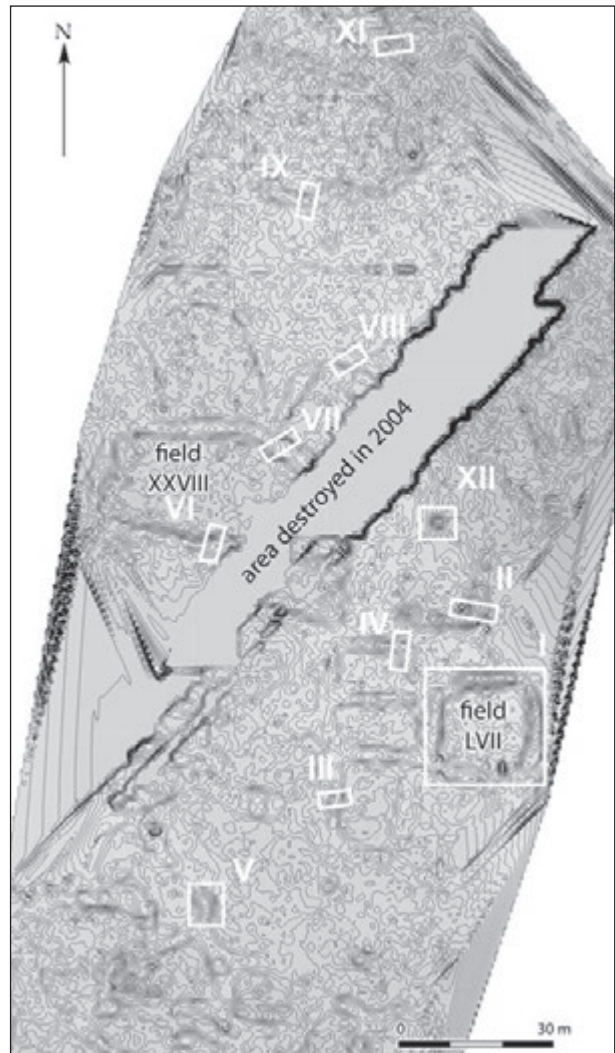 XI
N
IX
VIII
VII
field
XXVIII
area destroyed in 2004
XII
VI
II
IV
I
field
LVII
III
V
0 30 m